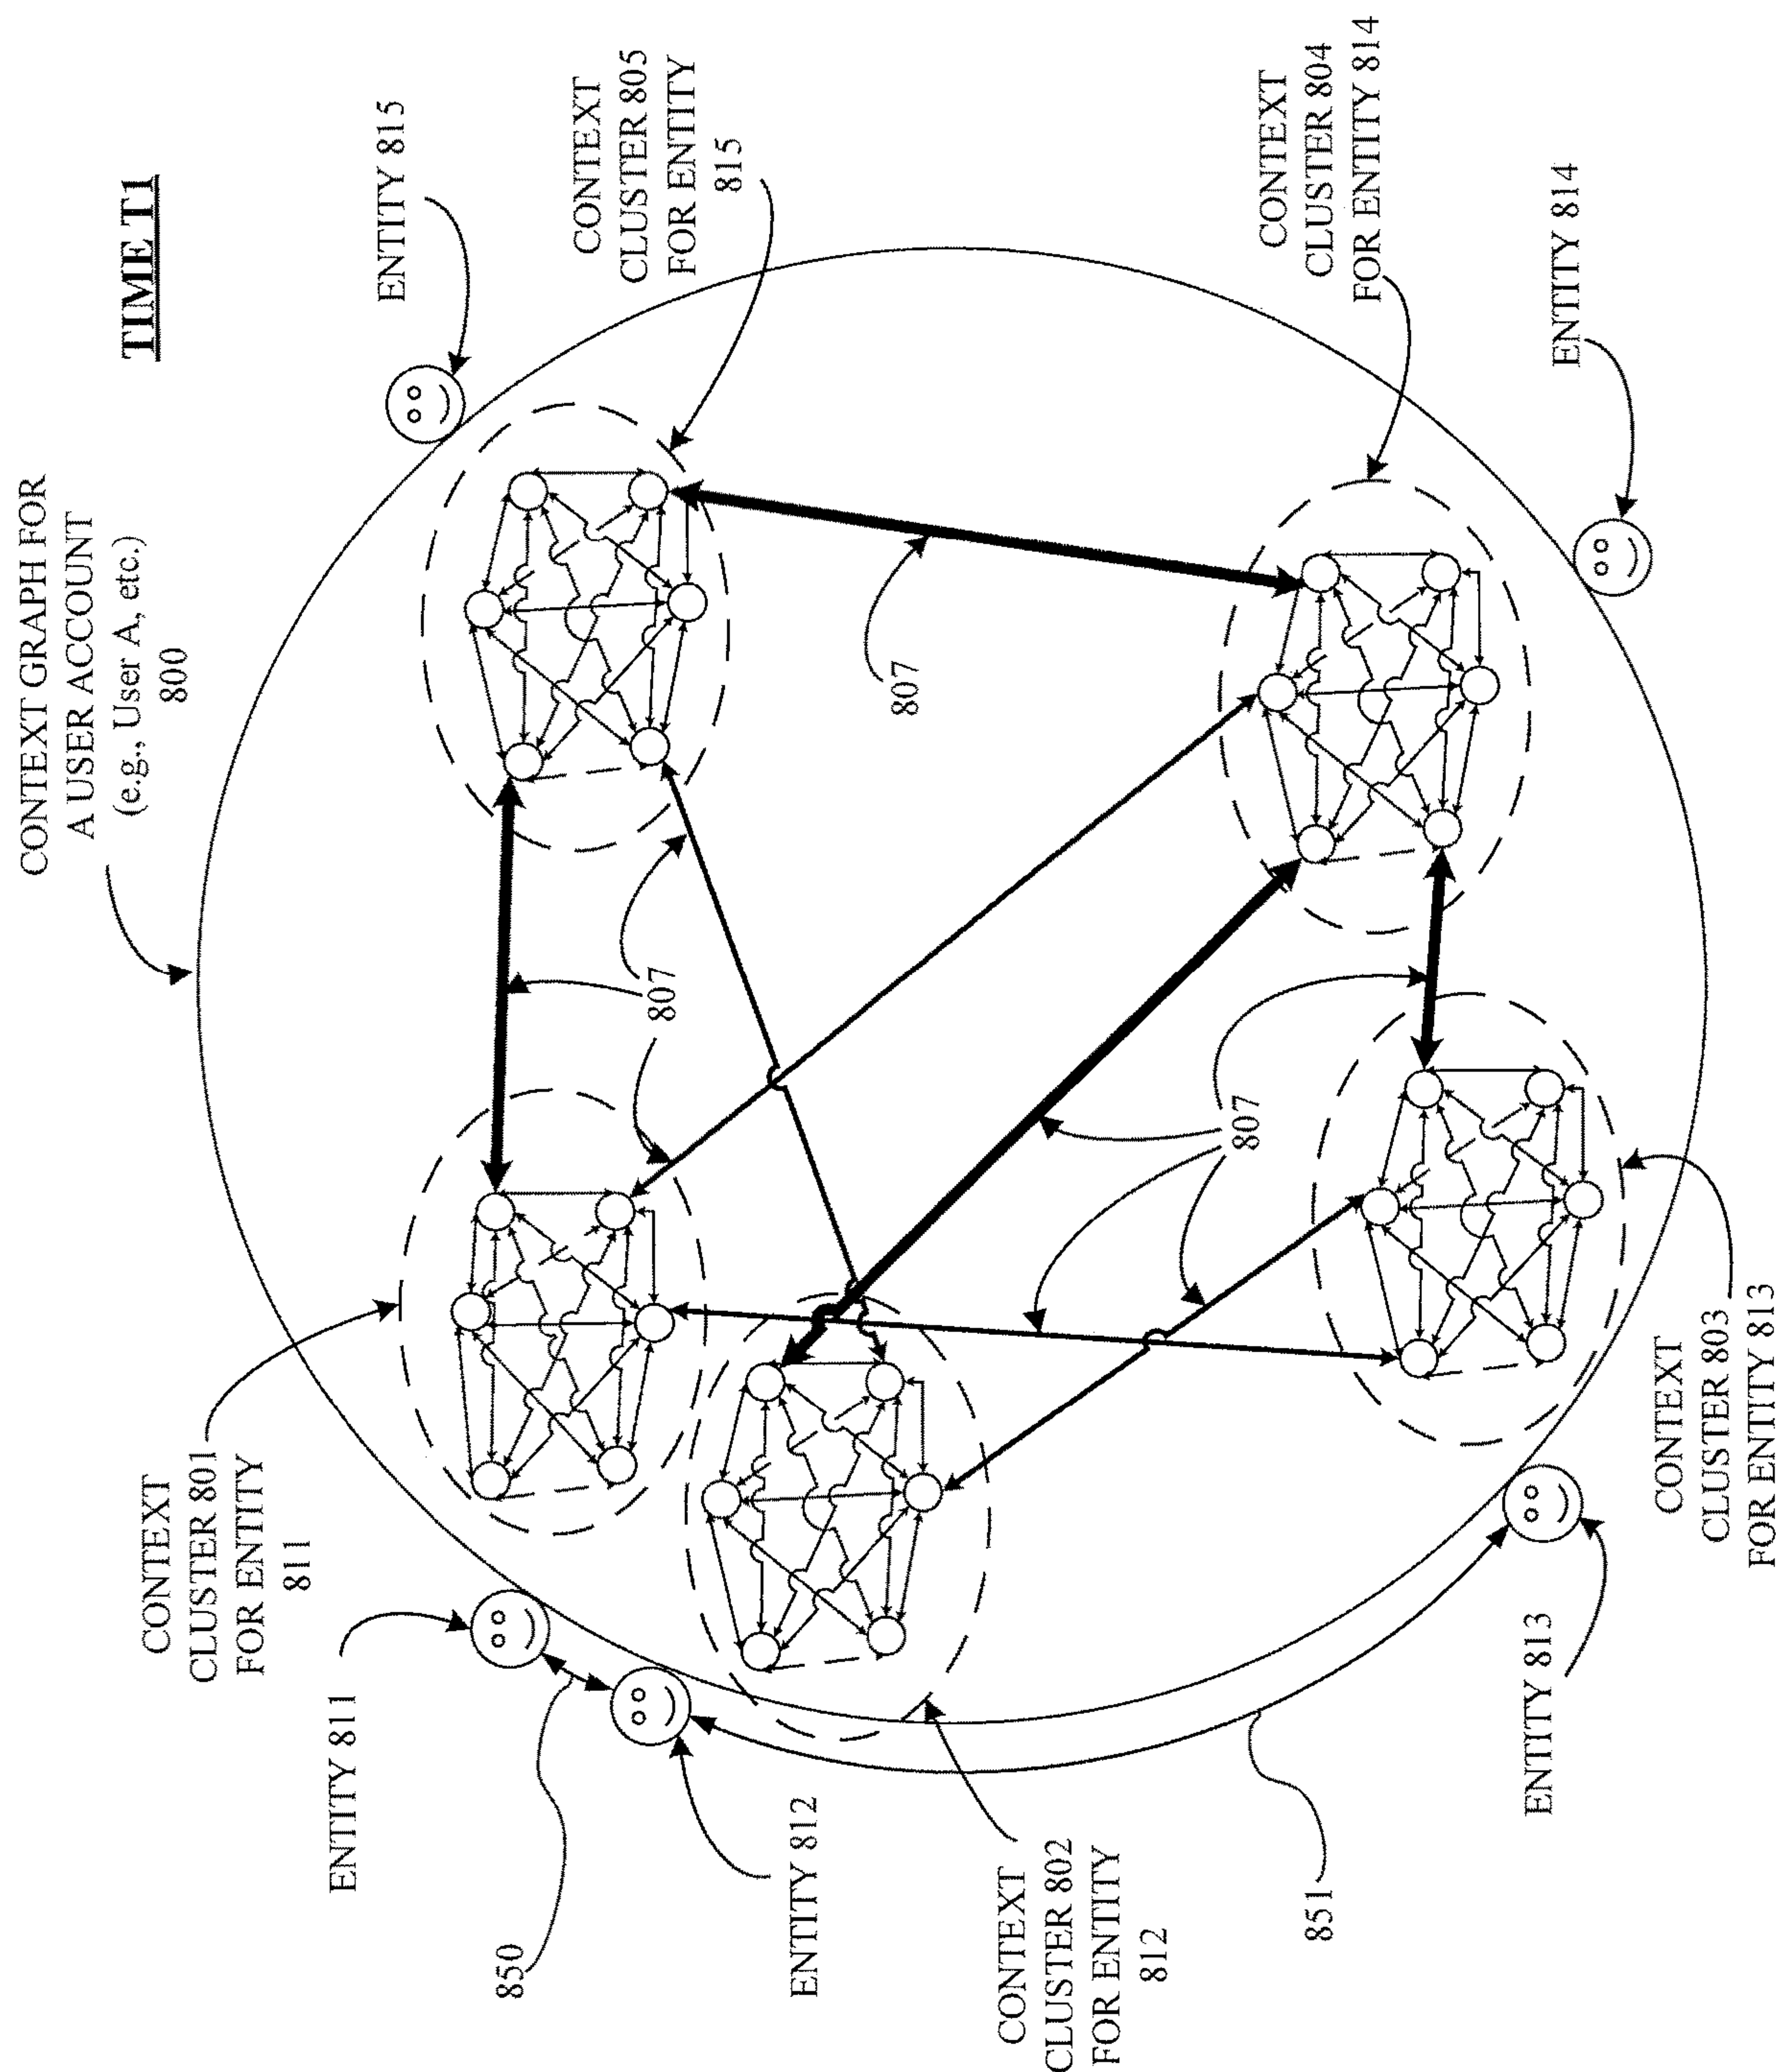 CONTEXT GRAPH FOR
A USER ACCOUNT
(e.g., User A, etc.)
800
TIME T1
CONTEXT
CLUSTER 801
FOR ENTITY
811
ENTITY 811
ENTITY 815
850
CONTEXT
CLUSTER 805
FOR ENTITY
815
807
ENTITY 812
807
CONTEXT
CLUSTER 802
FOR ENTITY
812
807
CONTEXT
CLUSTER 804
FOR ENTITY 814
851
ENTITY 813
ENTITY 814
CONTEXT
CLUSTER 803
FOR ENTITY 813